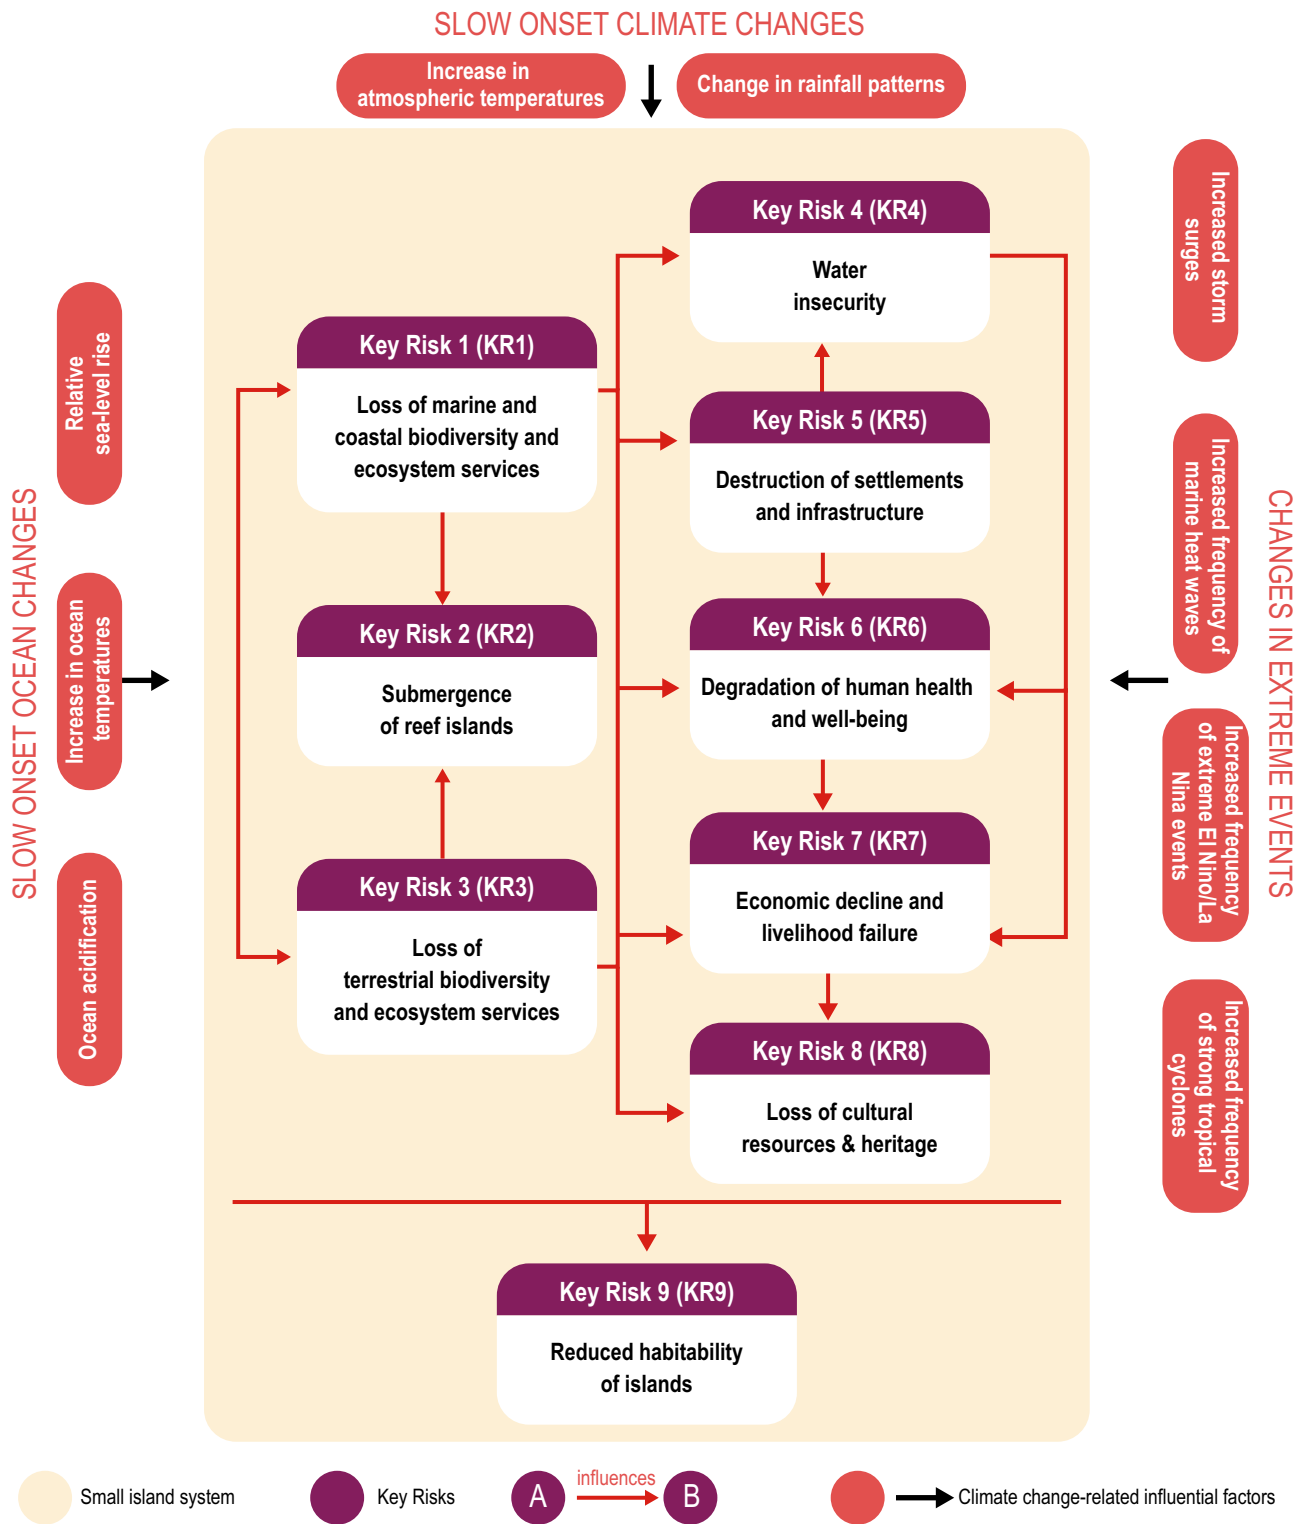 SLOW ONSET CLIMATE CHANGES
Increase in
atmospheric temperatures
Change in rainfall patterns
SLOW ONSET OCEAN CHANGES
Relative
sea-level rise
Increase in ocean
temperatures
Ocean acidification
Key Risk 1 (KR1)
Loss of marine and
coastal biodiversity and
ecosystem services
Key Risk 2 (KR2)
Submergence
of reef islands
Key Risk 3 (KR3)
Loss of
terrestrial biodiversity
and ecosystem services
Key Risk 4 (KR4)
Water
insecurity
Key Risk 5 (KR5)
Destruction of settlements
and infrastructure
Key Risk 6 (KR6)
Degradation of human health
and well-being
Key Risk 7 (KR7)
Economic decline and
livelihood failure
Key Risk 8 (KR8)
Loss of cultural
resources & heritage
Key Risk 9 (KR9)
Reduced habitability
of islands
CHANGES IN EXTREME EVENTS
Increased storm
surges
Increased frequency of
marine heat waves
Increased frequency
of extreme El Nino/La
Nina events
Increased frequency
of strong tropical
cyclones
Small island system
Key Risks
A
influences
B
Climate change-related influential factors